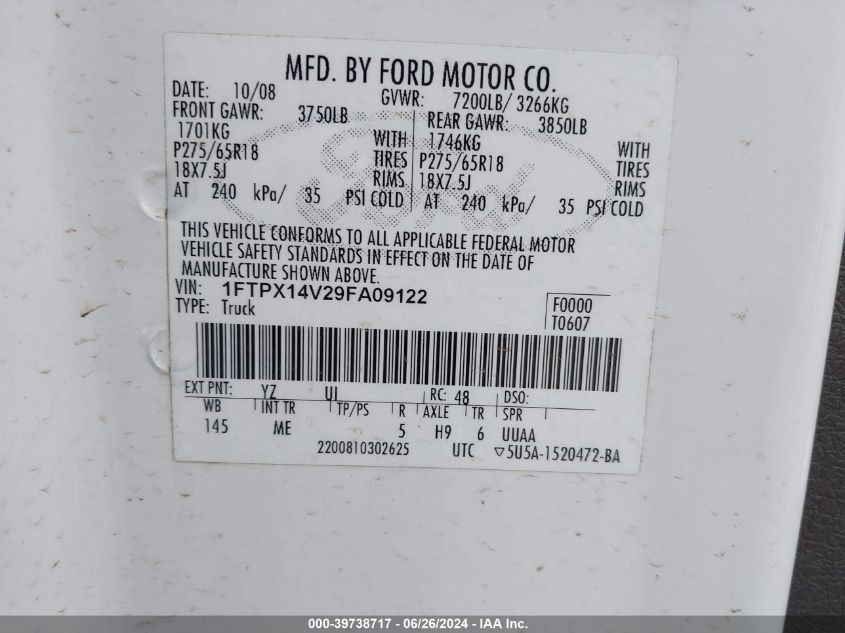 MFD. BY FORD MOTOR CO.
DATE: 10/08 GVWR: 7200LB/ 3266KG
FRONT GAWR: 3750LB REAR GAWR: 3850LB
1701KG WITH 1746KG WITH
P275/65R18 TIRES P275/65R18 TIRES
18X7.5J RIMS 18X7.5J RIMS
AT 240 kPa/ 35 PSI COLD AT 240 kPa/ 35 PSI COLD
Ford
THIS VEHICLE CONFORMS TO ALL APPLICABLE FEDERAL MOTOR
VEHICLE SAFETY STANDARDS IN EFFECT ON THE DATE OF
MANUFACTURE SHOWN ABOVE.
VIN: 1FTPX14V29FA09122
TYPE: Truck
F0000
T0607
EXT PNT: YZ UI RC: 48 DSO:
WB INT TR TP/PS R AXLE TR SPR
145 ME 5 H9 6 UUAA
2200810302625 UTC ▽5U5A-1520472-BA
000-39738717 - 06/26/2024 - IAA Inc.